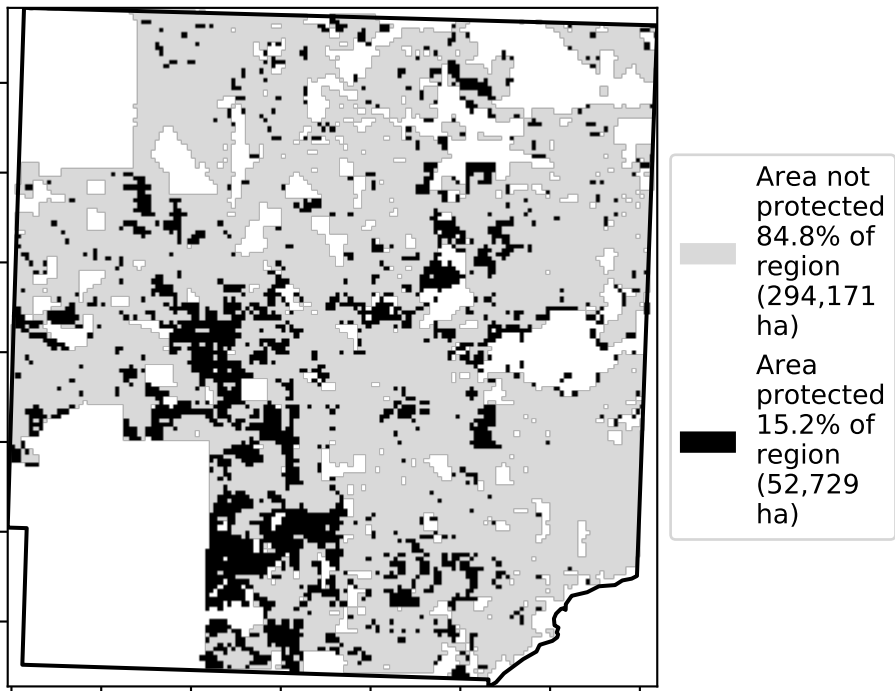 Area not
protected
84.8% of
region
(294,171
ha)
Area
protected
15.2% of
region
(52,729
ha)